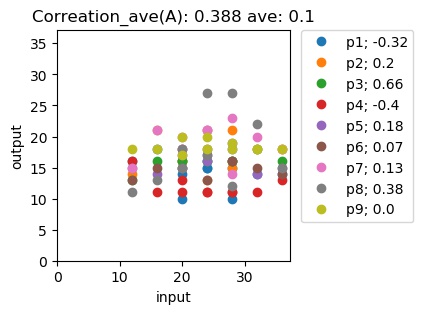 Correation_ave(A): 0.388 ave: 0.1
35
30
25
20
15
10
5
0
output
0
10
20
30
input
p1; -0.32
p2; 0.2
p3; 0.66
p4; -0.4
p5; 0.18
p6; 0.07
p7; 0.13
p8; 0.38
p9; 0.0